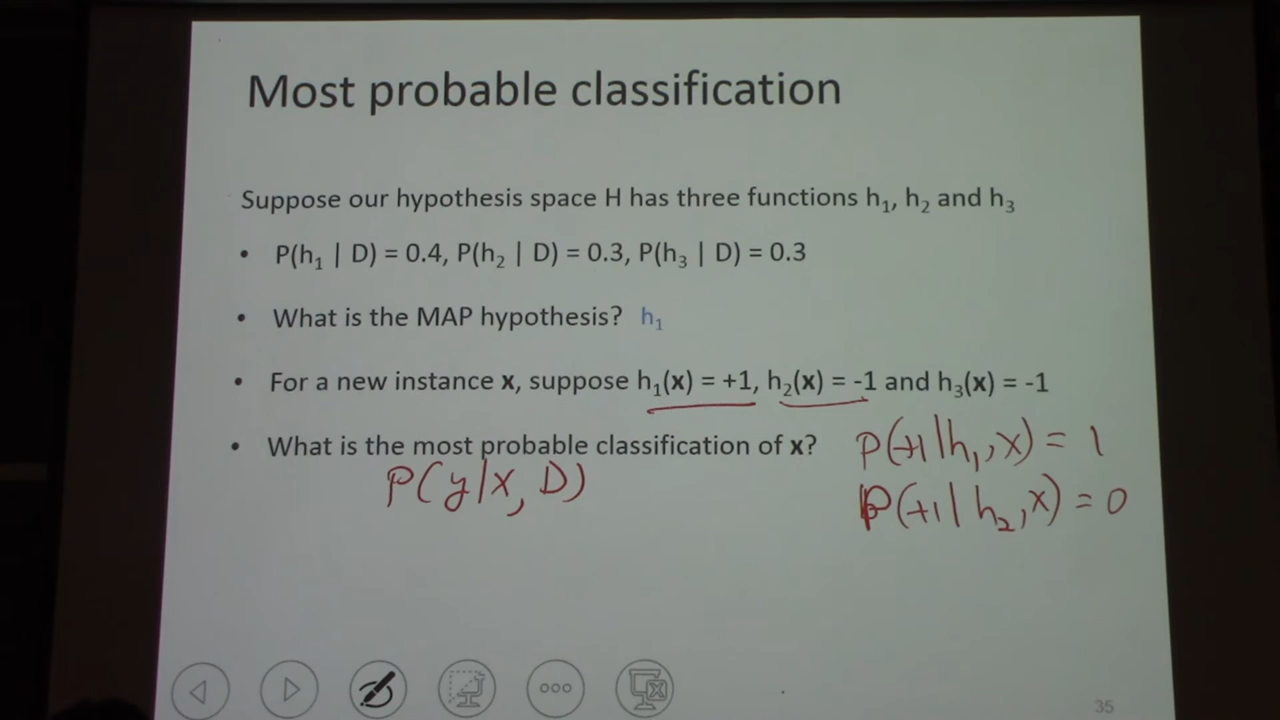 Most probable classification
Suppose our hypothesis space H has three functions h₁, h₂ and h₃
• P(h₁ | D) = 0.4, P(h₂ | D) = 0.3, P(h₃ | D) = 0.3
• What is the MAP hypothesis? h₁
• For a new instance x, suppose h₁(x) = +1, h₂(x) = -1 and h₃(x) = -1
• What is the most probable classification of x?
P(+1|h₁,x) = 1
P(y|x, D)
P(+1|h₂,x) = 0
35